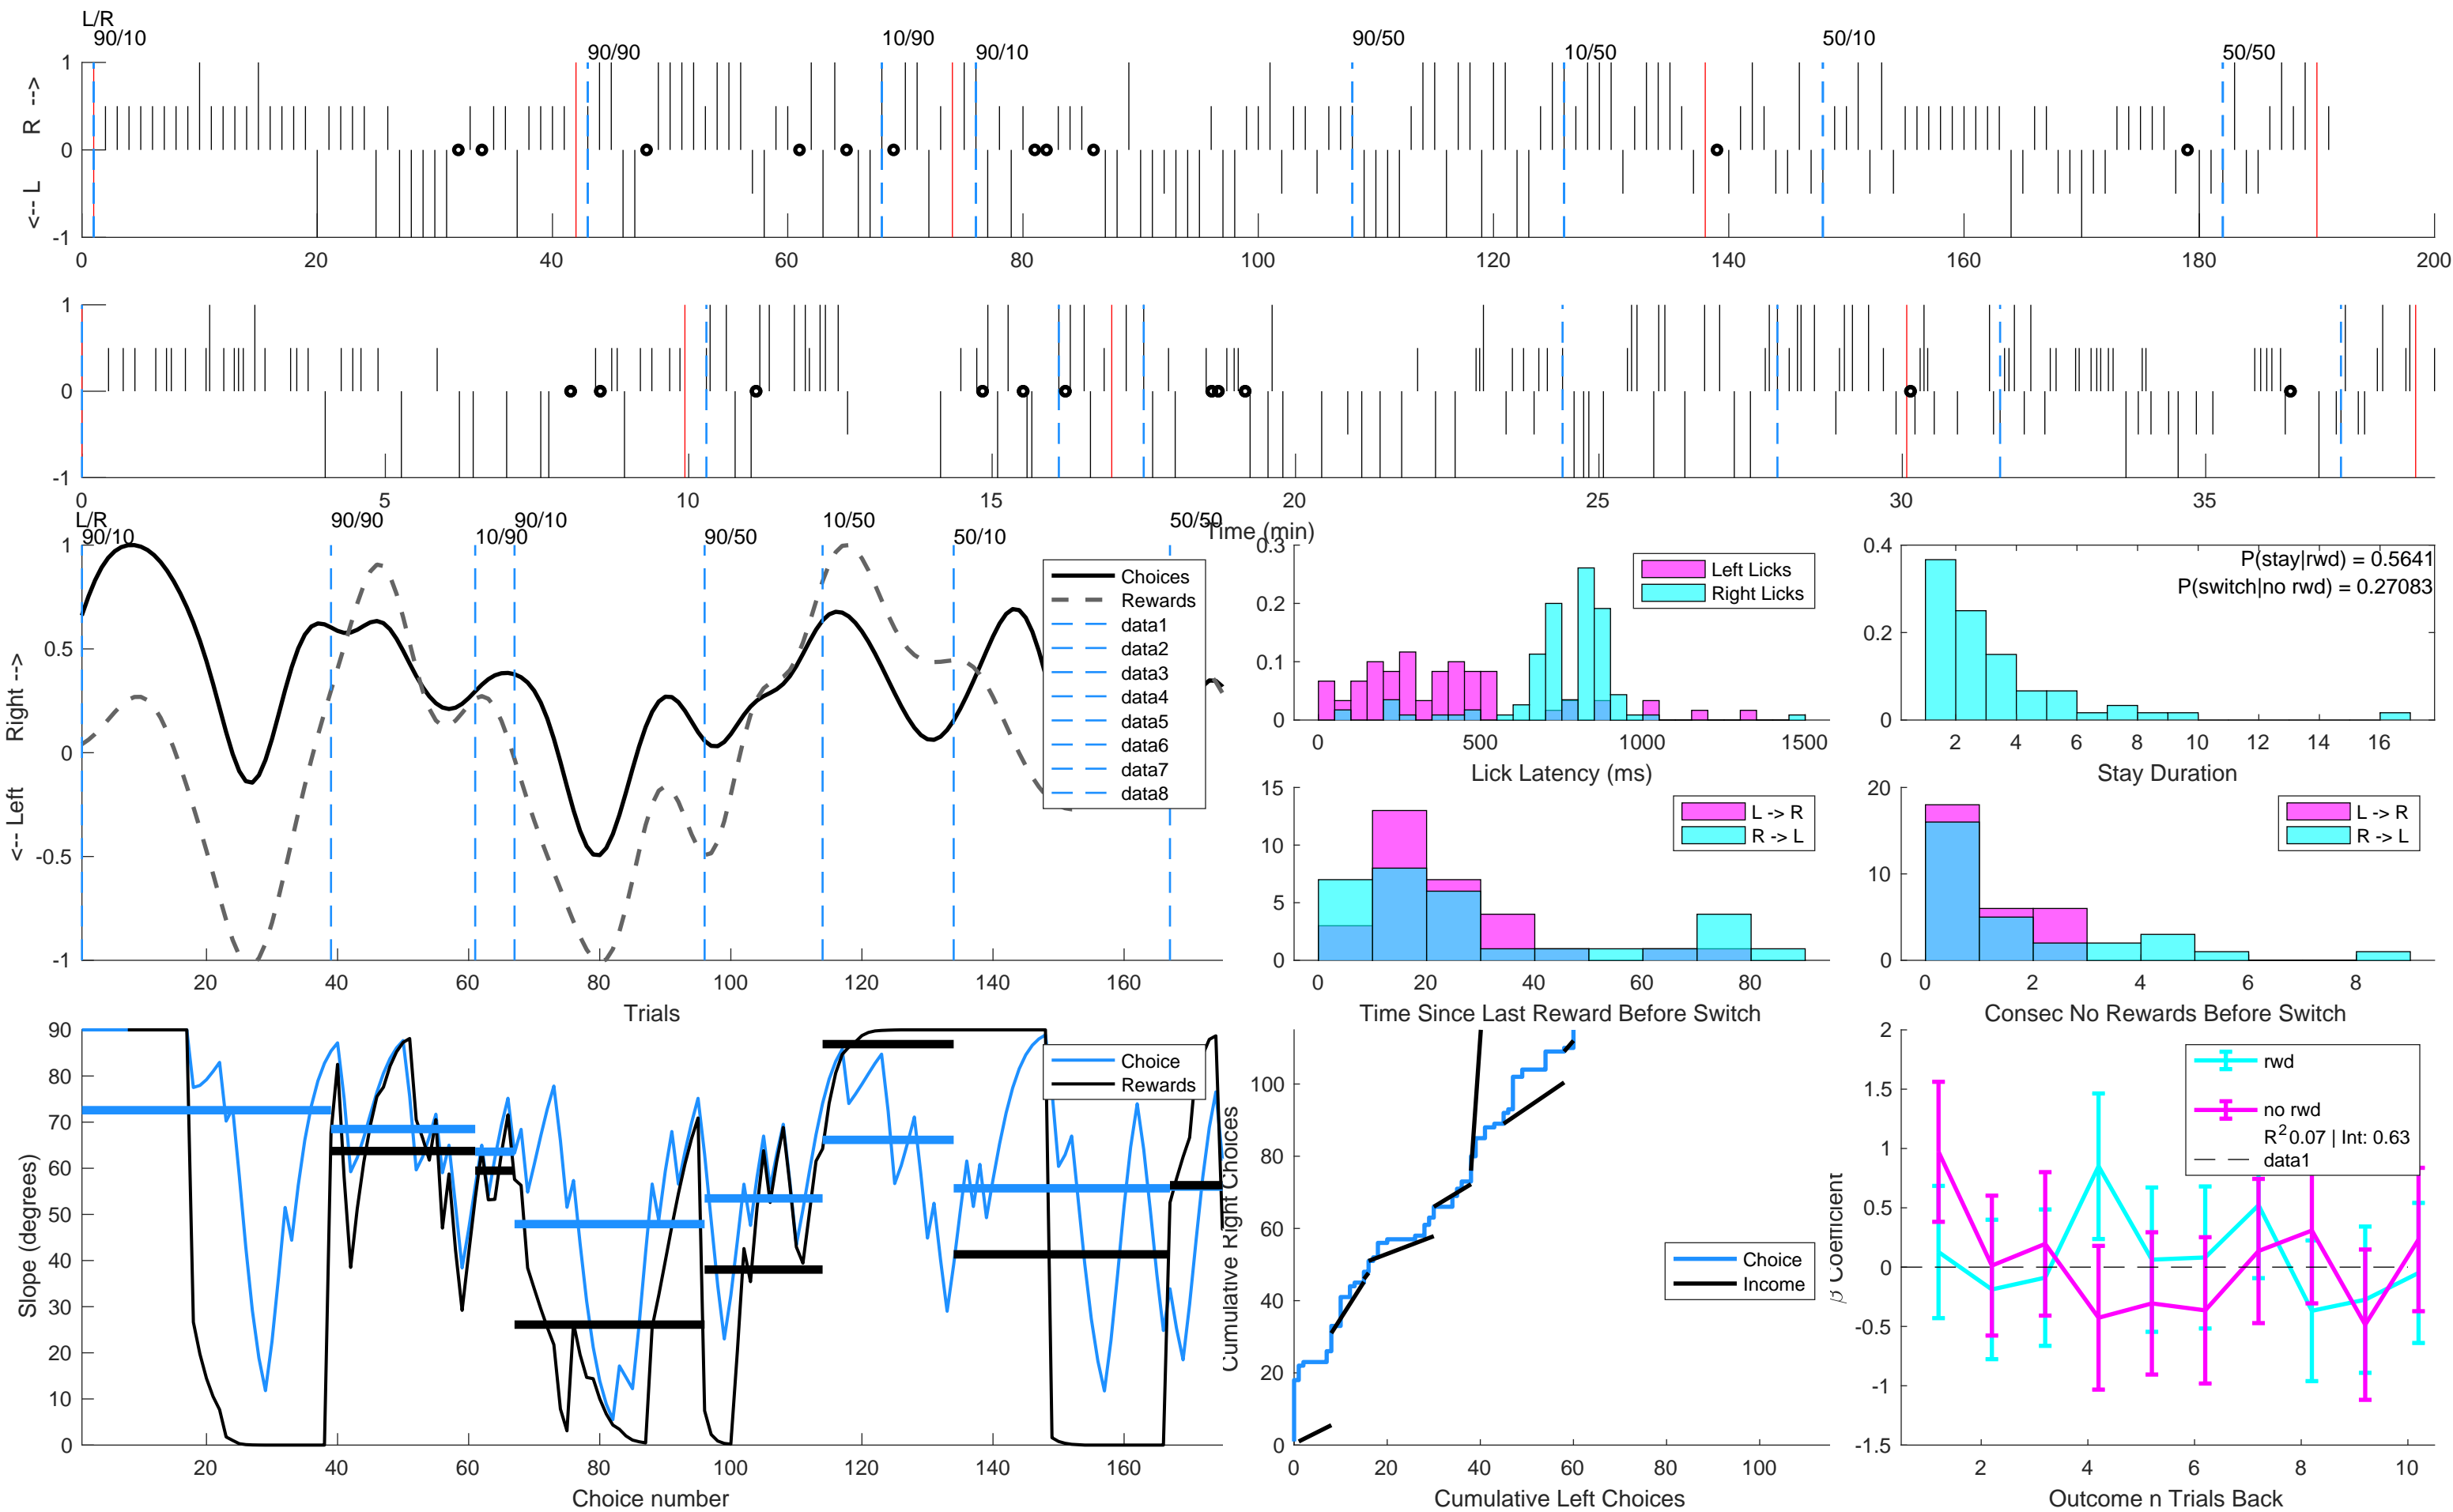 L/R
90/10
90/90
10/90
90/10
90/50
10/50
50/10
50/50
1
0
-1
<-- L R -->
0 20 40 60 80 100 120 140 160 180 200
1
0
-1
0 5 10 15 20 25 30 35
Time (min)
L/R
90/10
90/90
10/90
90/10
90/50
10/50
50/10
50/50
1
0.5
0
-0.5
-1
<-- Left Right -->
20 40 60 80 100 120 140 160
Trials
Choices
Rewards
data1
data2
data3
data4
data5
data6
data7
data8
0.3
0.2
0.1
0
0 500 1000 1500
Lick Latency (ms)
Left Licks
Right Licks
0.4
0.2
0
2 4 6 8 10 12 14 16
Stay Duration
P(stay|rwd) = 0.5641
P(switch|no rwd) = 0.27083
15
10
5
0
0 20 40 60 80
Time Since Last Reward Before Switch
L -> R
R -> L
20
10
0
0 2 4 6 8
Consec No Rewards Before Switch
L -> R
R -> L
90
80
70
60
50
40
30
20
10
0
Slope (degrees)
20 40 60 80 100 120 140 160
Choice number
Choice
Rewards
100
80
60
40
20
0
Cumulative Right Choices
0 20 40 60 80 100
Cumulative Left Choices
Choice
Income
2
1.5
1
0.5
0
-0.5
-1
-1.5
β Coefficient
2 4 6 8 10
Outcome n Trials Back
rwd
no rwd
R²0.07 | Int: 0.63
data1